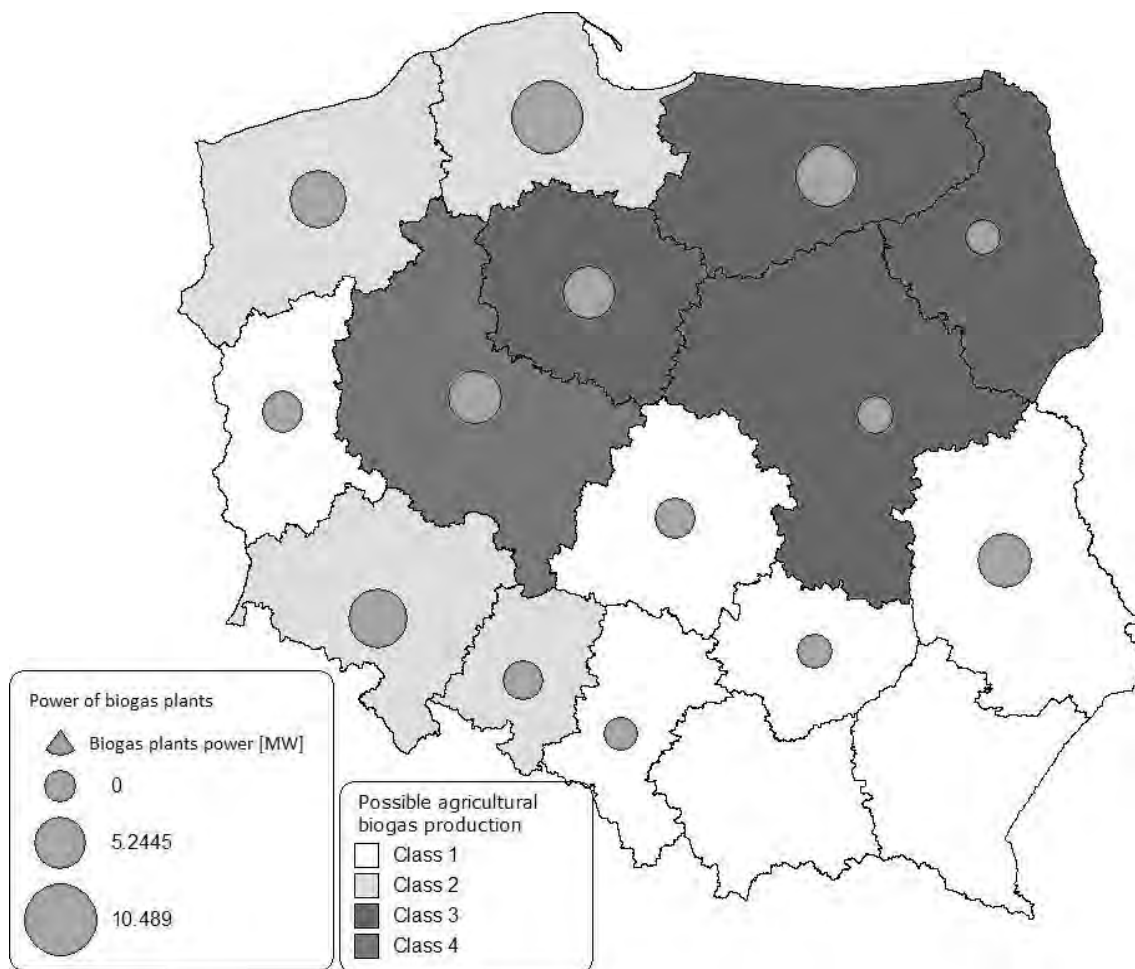 Power of biogas plants
Biogas plants power [MW]
0
5.2445
10.489
Possible agricultural
biogas production
Class 1
Class 2
Class 3
Class 4